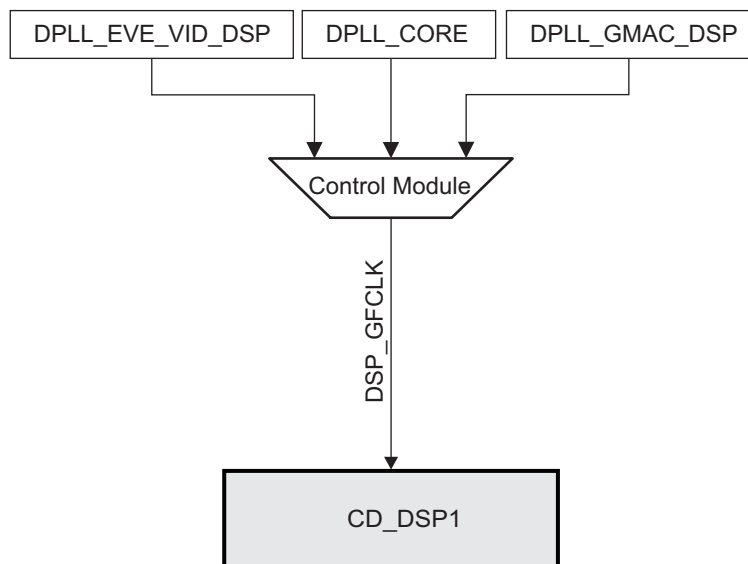 DPLL_EVE_VID_DSP
DPLL_CORE
DPLL_GMAC_DSP
Control Module
DSP_GFCLK
CD_DSP1